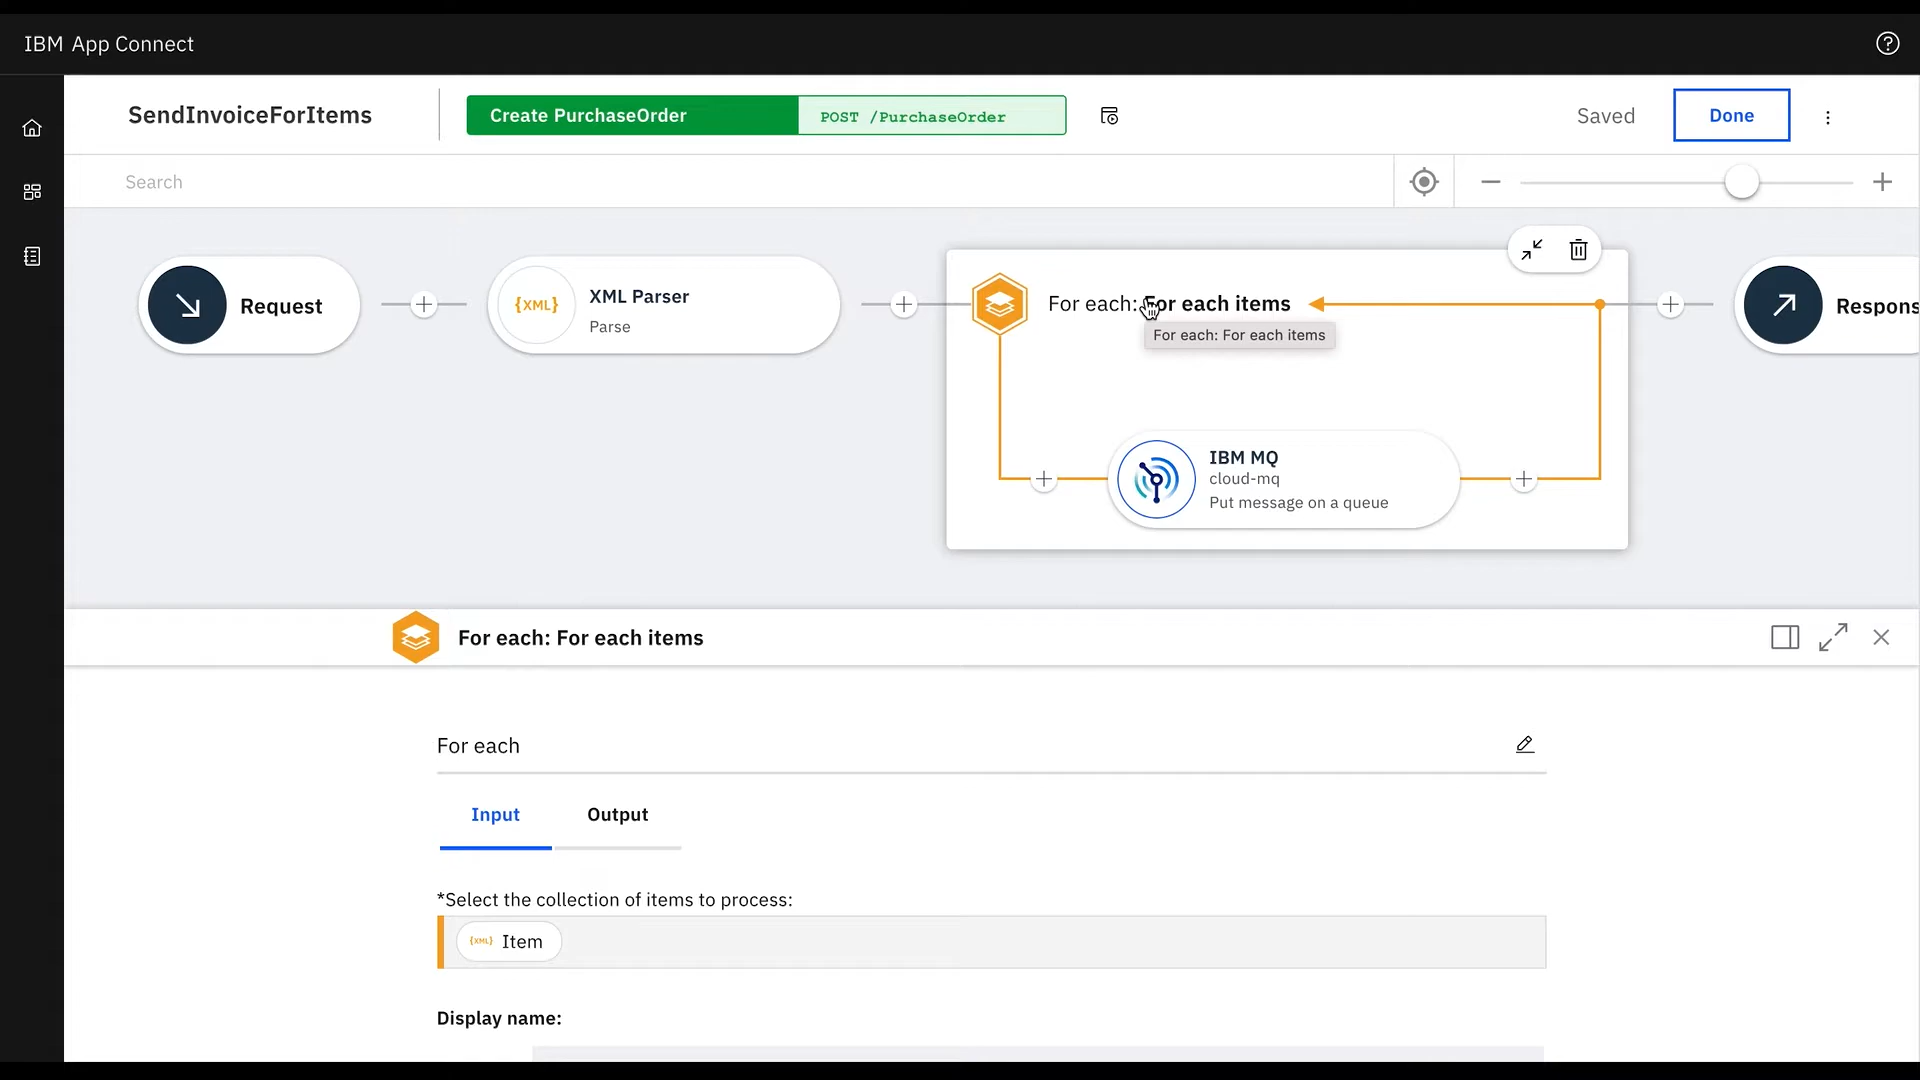 IBM App Connect
SendInvoiceForItems
Create PurchaseOrder
POST /PurchaseOrder
Saved
Done
Search
Request
{XML}
XML Parser
Parse
For each: For each items
For each: For each items
Respons
IBM MQ
cloud-mq
Put message on a queue
For each: For each items
For each
Input
Output
*Select the collection of items to process:
{XML} Item
Display name: